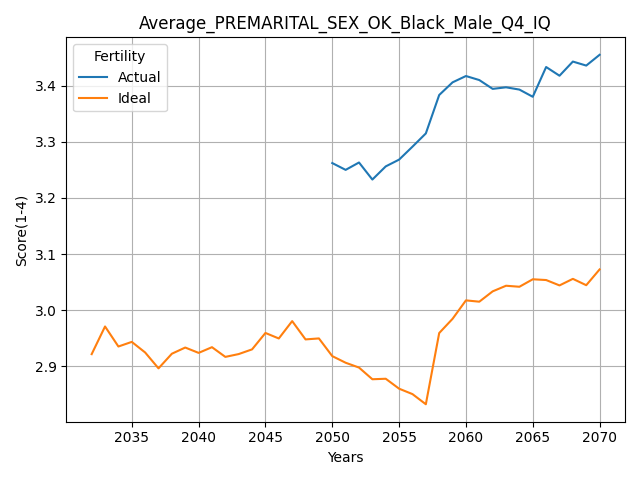 Average_PREMARITAL_SEX_OK_Black_Male_Q4_IQ
Fertility
Actual
Ideal
Score(1-4)
3.4
3.3
3.2
3.1
3.0
2.9
2035 2040 2045 2050 2055 2060 2065 2070
Years